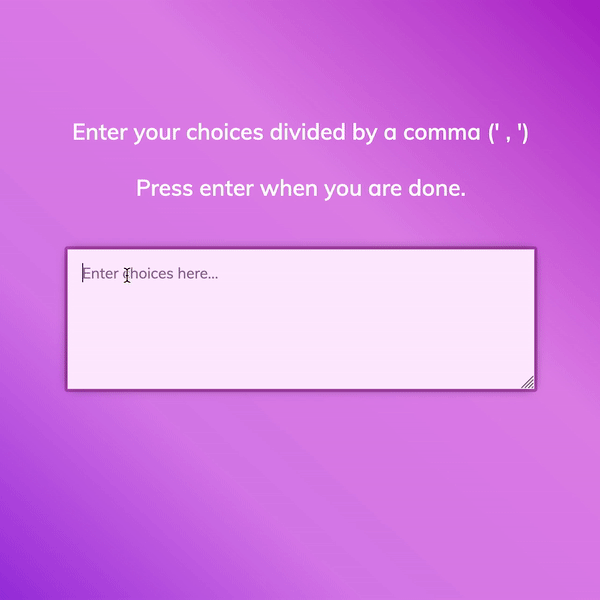 Enter your choices divided by a comma (' , ')
Press enter when you are done.
Enter choices here...